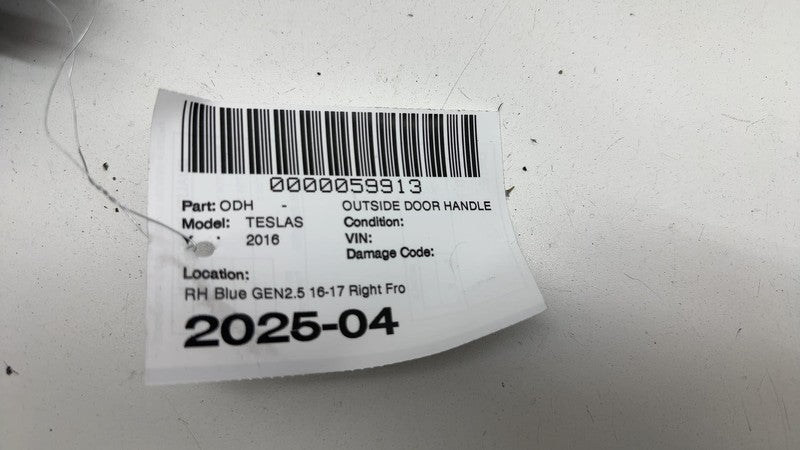 0000059913
Part: ODH - OUTSIDE DOOR HANDLE
Model: TESLAS Condition:
2016 VIN:
Damage Code:
Location:
RH Blue GEN2.5 16-17 Right Fro
2025-04